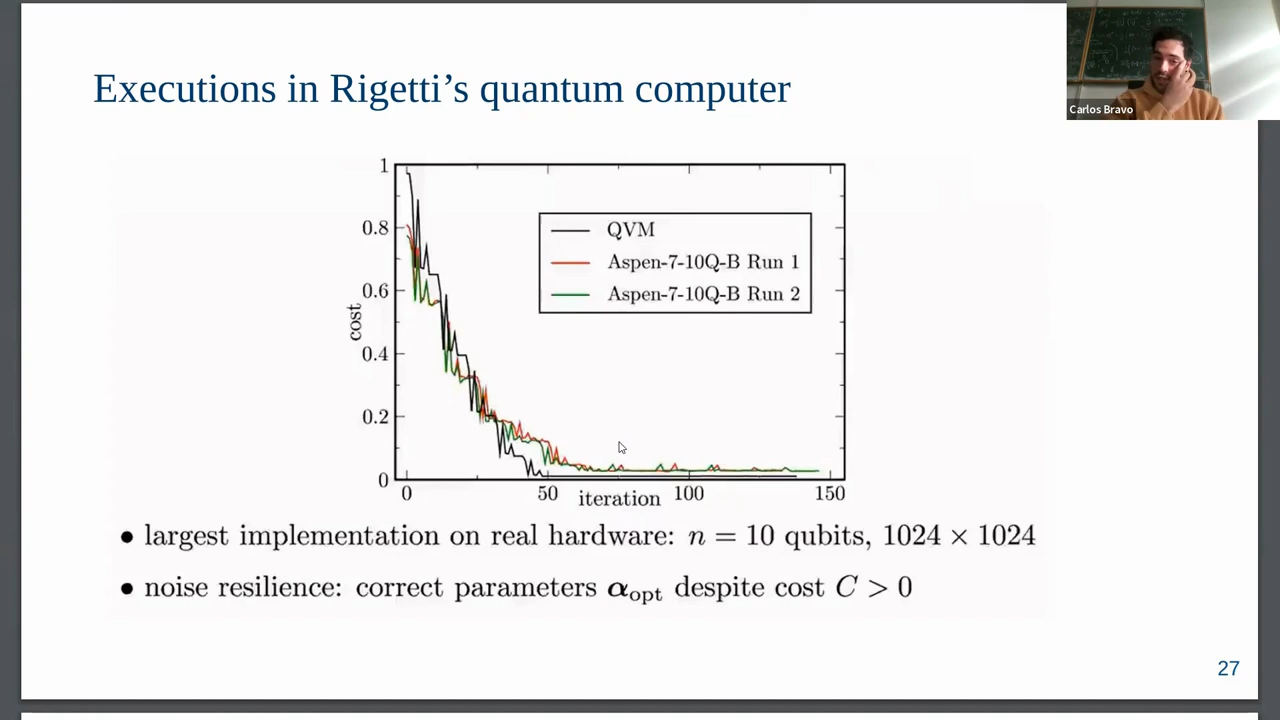 Executions in Rigetti's quantum computer
Carlos Bravo
1
0.8
0.6
0.4
0.2
0
cost
QVM
Aspen-7-10Q-B Run 1
Aspen-7-10Q-B Run 2
0 50 100 150
iteration
• largest implementation on real hardware: n = 10 qubits, 1024 × 1024
• noise resilience: correct parameters α_opt despite cost C > 0
27